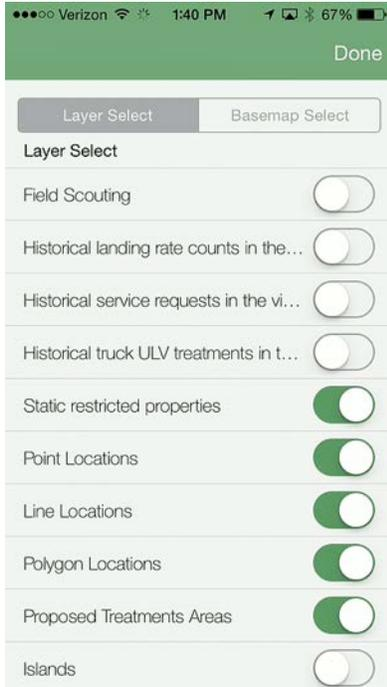 Verizon 1:40 PM 67%
Done
Layer Select Basemap Select
Layer Select
Field Scouting
Historical landing rate counts in the...
Historical service requests in the vi...
Historical truck ULV treatments in t...
Static restricted properties
Point Locations
Line Locations
Polygon Locations
Proposed Treatments Areas
Islands